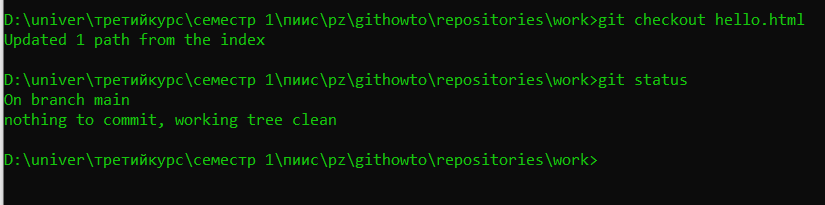 D:\univer\третийкурс\семестр 1\пиис\pz\githowto\repositories\work>git checkout hello.html
Updated 1 path from the index
D:\univer\третийкурс\семестр 1\пиис\pz\githowto\repositories\work>git status
On branch main
nothing to commit, working tree clean
D:\univer\третийкурс\семестр 1\пиис\pz\githowto\repositories\work>